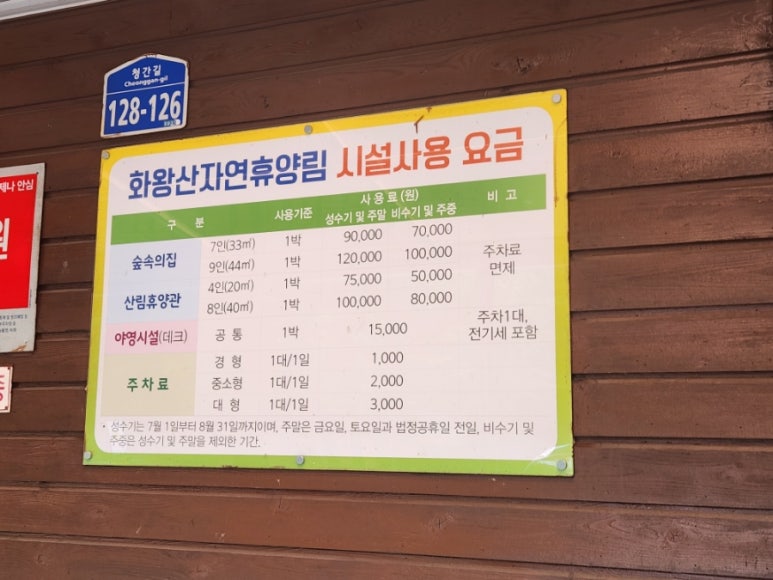 청간길
Cheonggan-gil
128-126
제나 안심
원
화왕산자연휴양림 시설사용 요금
구 분 사용기준 사 용 료 (원) 비 고
성수기 및 주말 비수기 및 주중
숲속의집 7인(33㎡) 1박 90,000 70,000 주차료 면제
9인(44㎡) 1박 120,000 100,000
산림휴양관 4인(20㎡) 1박 75,000 50,000
8인(40㎡) 1박 100,000 80,000
야영시설(데크) 공 통 1박 15,000 주차1대, 전기세 포함
주 차 료 경 형 1대/1일 1,000
중소형 1대/1일 2,000
대 형 1대/1일 3,000
• 성수기는 7월 1일부터 8월 31일까지이며, 주말은 금요일, 토요일과 법정공휴일 전일, 비수기 및
주중은 성수기 및 주말을 제외한 기간.